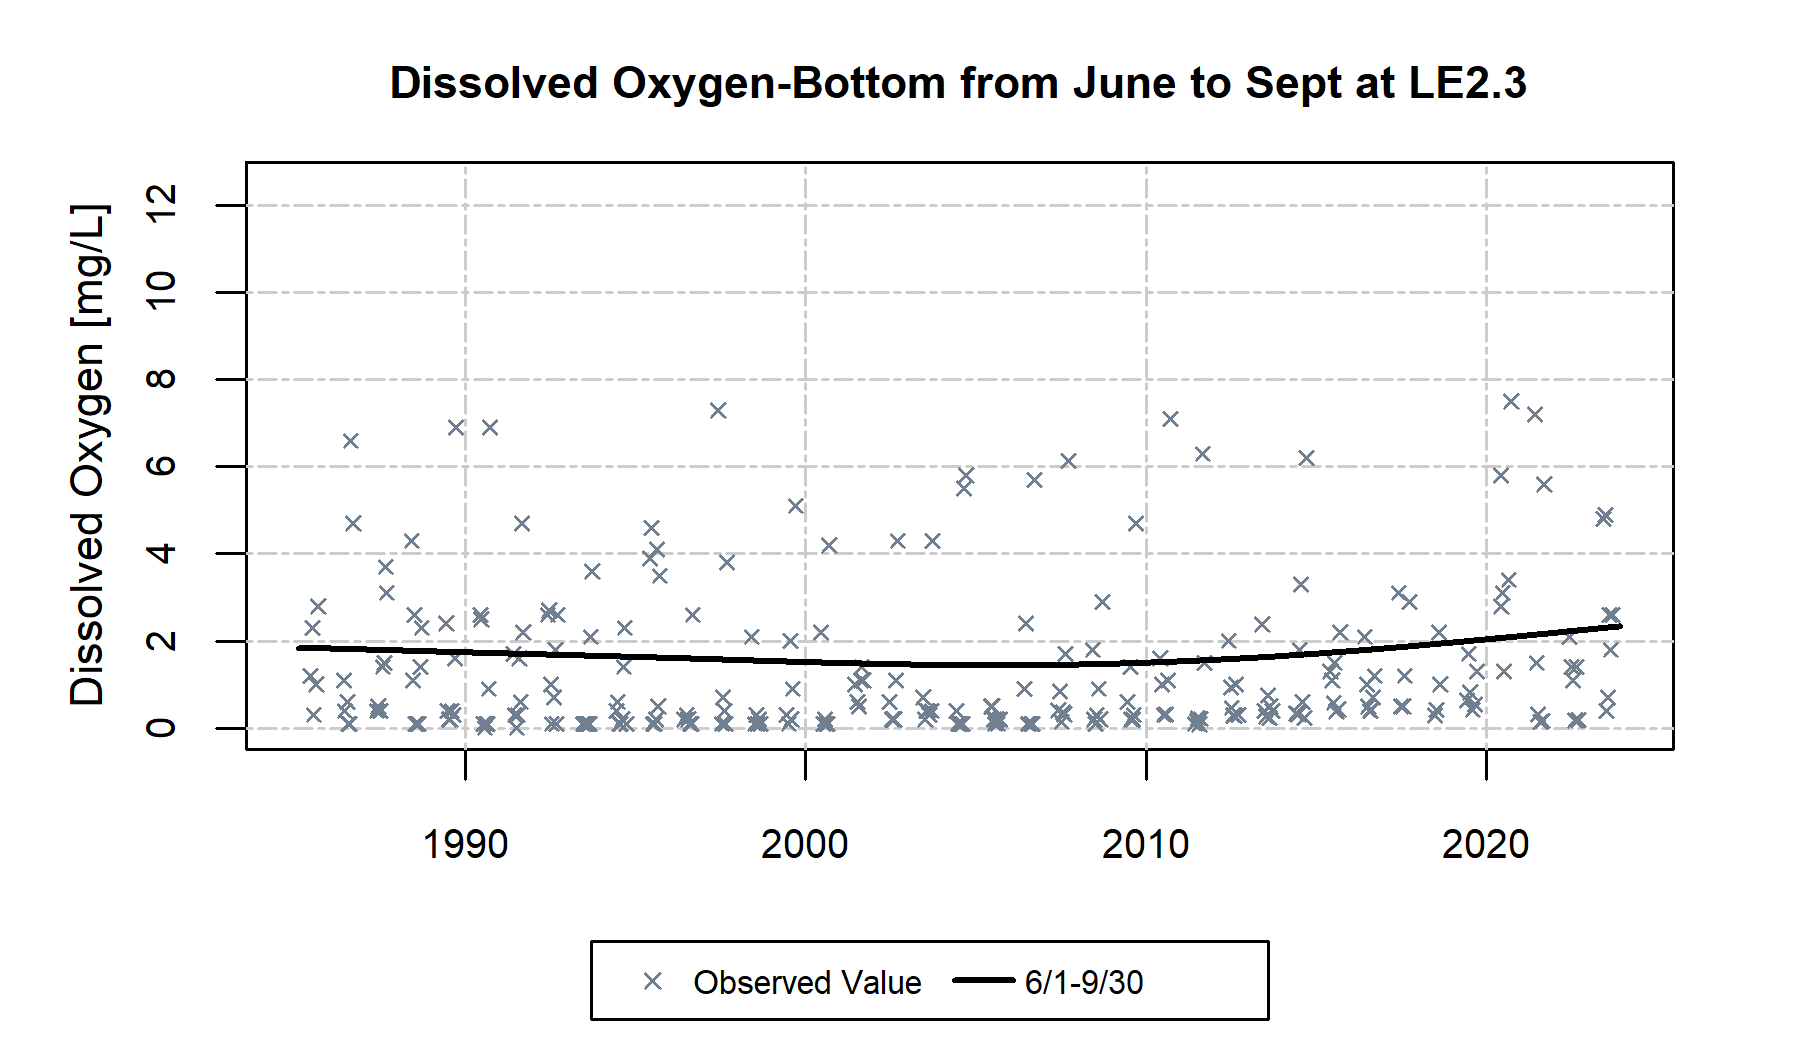 Dissolved Oxygen-Bottom from June to Sept at LE2.3
Dissolved Oxygen [mg/L]
12
10
8
6
4
2
0
1990 2000 2010 2020
Observed Value 6/1-9/30